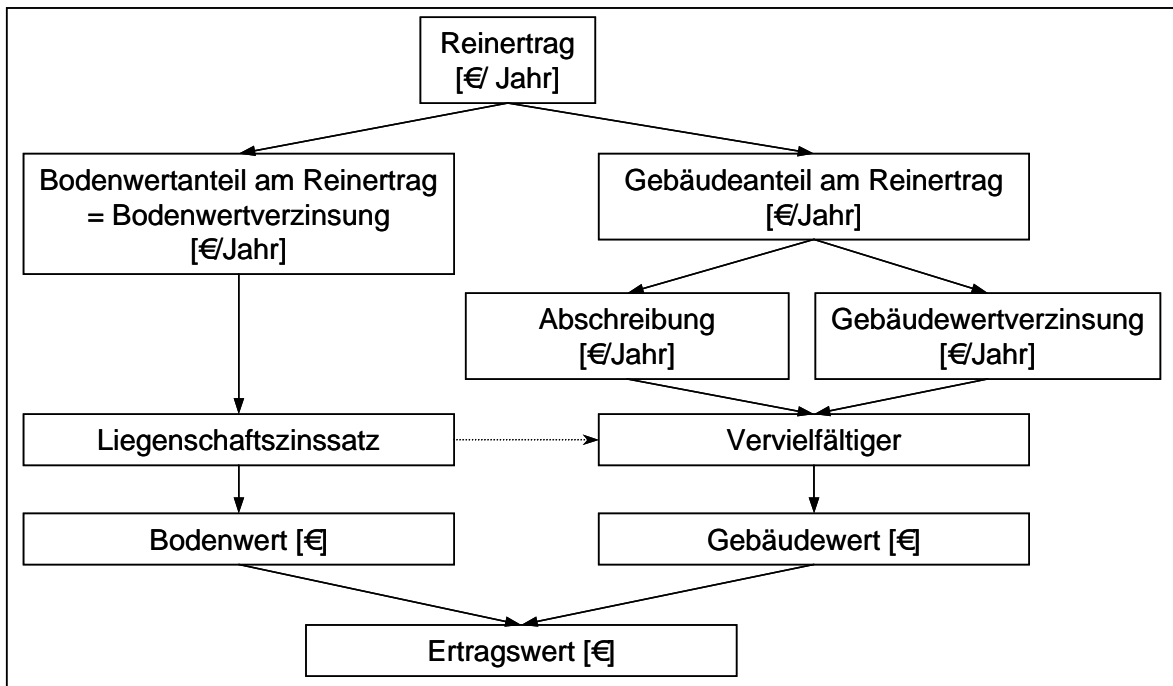 Reinertrag
[€/ Jahr]
Bodenwertanteil am Reinertrag
= Bodenwertverzinsung
[€/Jahr]
Gebäudeanteil am Reinertrag
[€/Jahr]
Abschreibung
[€/Jahr]
Gebäudewertverzinsung
[€/Jahr]
Liegenschaftszinssatz
Vervielfältiger
Bodenwert [€]
Gebäudewert [€]
Ertragswert [€]